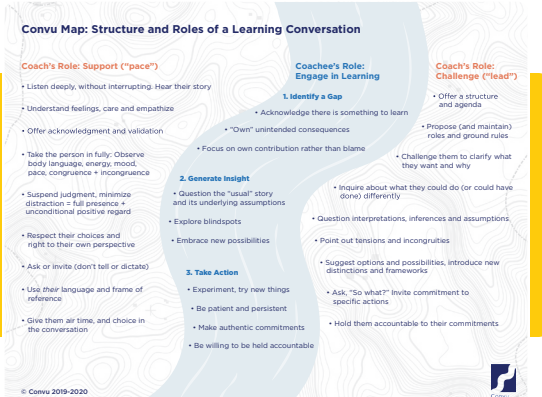 Convu Map: Structure and Roles of a Learning Conversation
Coach's Role: Support ("pace")
• Listen deeply, without interrupting. Hear their story
• Understand feelings, care and empathize
• Offer acknowledgment and validation
• Take the person in fully: Observe
body language, energy, mood,
pace, congruence + incongruence
• Suspend judgment, minimize
distraction = full presence +
unconditional positive regard
• Respect their choices and
right to their own perspective
• Ask or invite (don't tell or dictate)
• Use their language and frame of
reference
• Give them air time, and choice in
the conversation
Coachee's Role:
Engage in Learning
1. Identify a Gap
• Acknowledge there is something to learn
• "Own" unintended consequences
• Focus on own contribution rather than blame
2. Generate Insight
• Question the "usual" story
and its underlying assumptions
• Explore blindspots
• Embrace new possibilities
3. Take Action
• Experiment, try new things
• Be patient and persistent
• Make authentic commitments
• Be willing to be held accountable
Coach's Role:
Challenge ("lead")
• Offer a structure
and agenda
• Propose (and maintain)
roles and ground rules
• Challenge them to clarify what
they want and why
• Inquire about what they could do (or could have
done) differently
• Question interpretations, inferences and assumptions
• Point out tensions and incongruities
• Suggest options and possibilities, introduce new
distinctions and frameworks
• Ask, "So what?" Invite commitment to
specific actions
• Hold them accountable to their commitments
© Convu 2019-2020
Convu